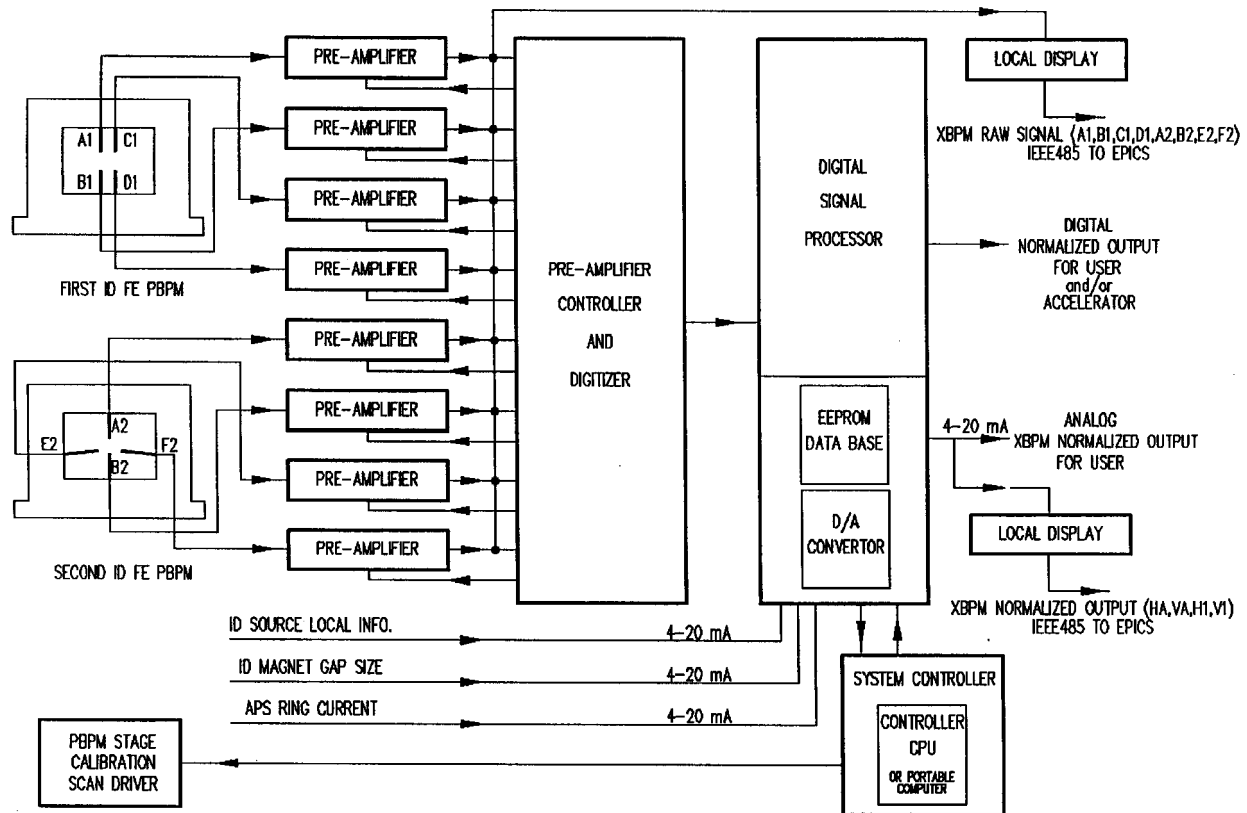 PRE-AMPLIFIER
PRE-AMPLIFIER
PRE-AMPLIFIER
PRE-AMPLIFIER
PRE-AMPLIFIER
PRE-AMPLIFIER
PRE-AMPLIFIER
PRE-AMPLIFIER
A1
C1
B1
D1
FIRST ID FE PBPM
A2
E2
F2
B2
SECOND ID FE PBPM
PRE-AMPLIFIER
CONTROLLER
AND
DIGITIZER
DIGITAL
SIGNAL
PROCESSOR
EEPROM
DATA BASE
D/A
CONVERTOR
LOCAL DISPLAY
XBPM RAW SIGNAL (A1,B1,C1,D1,A2,B2,E2,F2)
IEEE485 TO EPICS
DIGITAL
NORMALIZED OUTPUT
FOR USER
and/or
ACCELERATOR
4-20 mA
ANALOG
XBPM NORMALIZED OUTPUT
FOR USER
LOCAL DISPLAY
XBPM NORMALIZED OUTPUT (HA,VA,H1,V1)
IEEE485 TO EPICS
ID SOURCE LOCAL INFO.
4-20 mA
ID MAGNET GAP SIZE
4-20 mA
APS RING CURRENT
4-20 mA
SYSTEM CONTROLLER
CONTROLLER
CPU
OR PORTABLE
COMPUTER
PBPM STAGE
CALIBRATION
SCAN DRIVER